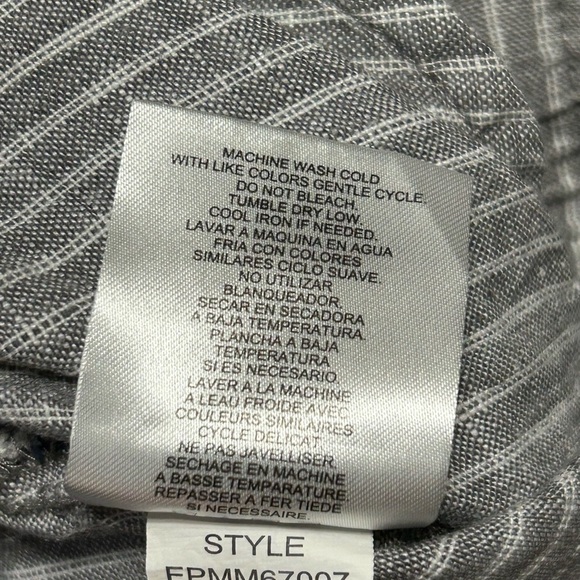 MACHINE WASH COLD
WITH LIKE COLORS GENTLE CYCLE.
DO NOT BLEACH.
TUMBLE DRY LOW.
COOL IRON IF NEEDED.
LAVAR A MAQUINA EN AGUA
FRIA CON COLORES
SIMILARES CICLO SUAVE.
NO UTILIZAR
BLANQUEADOR.
SECAR EN SECADORA
A BAJA TEMPERATURA.
PLANCHA A BAJA
TEMPERATURA
SI ES NECESARIO.
LAVER A LA MACHINE
A LEAU FROIDE AVEC
COULEURS SIMILAIRES
CYCLE DELICAT.
NE PAS JAVELLISER.
SECHAGE EN MACHINE
A BASSE TEMPARATURE.
REPASSER A FER TIEDE
SI NECESSAIRE.
STYLE
EPMM67007